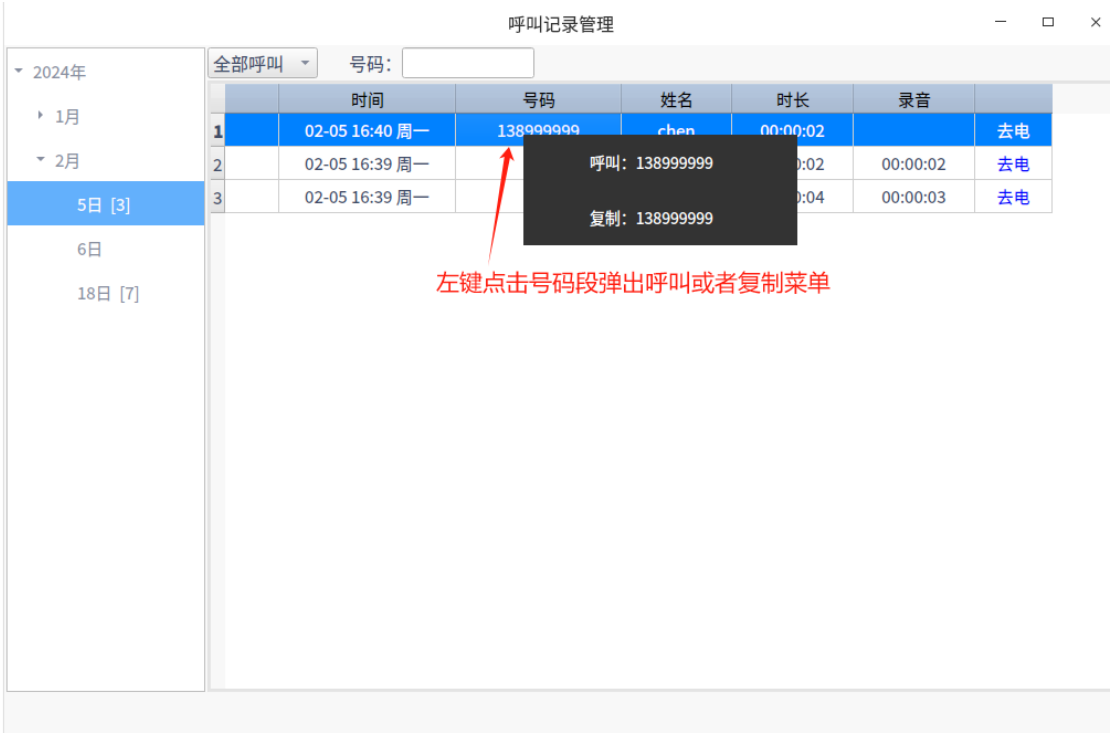 呼叫记录管理
全部呼叫 号码：
2024年
1月
2月
5日 [3]
6日
18日 [7]
时间 号码 姓名 时长 录音
1 02-05 16:40 周一 138999999 chen 00:00:02 去电
2 02-05 16:39 周一 0:02 00:00:02 去电
3 02-05 16:39 周一 0:04 00:00:03 去电
呼叫：138999999
复制：138999999
左键点击号码段弹出呼叫或者复制菜单